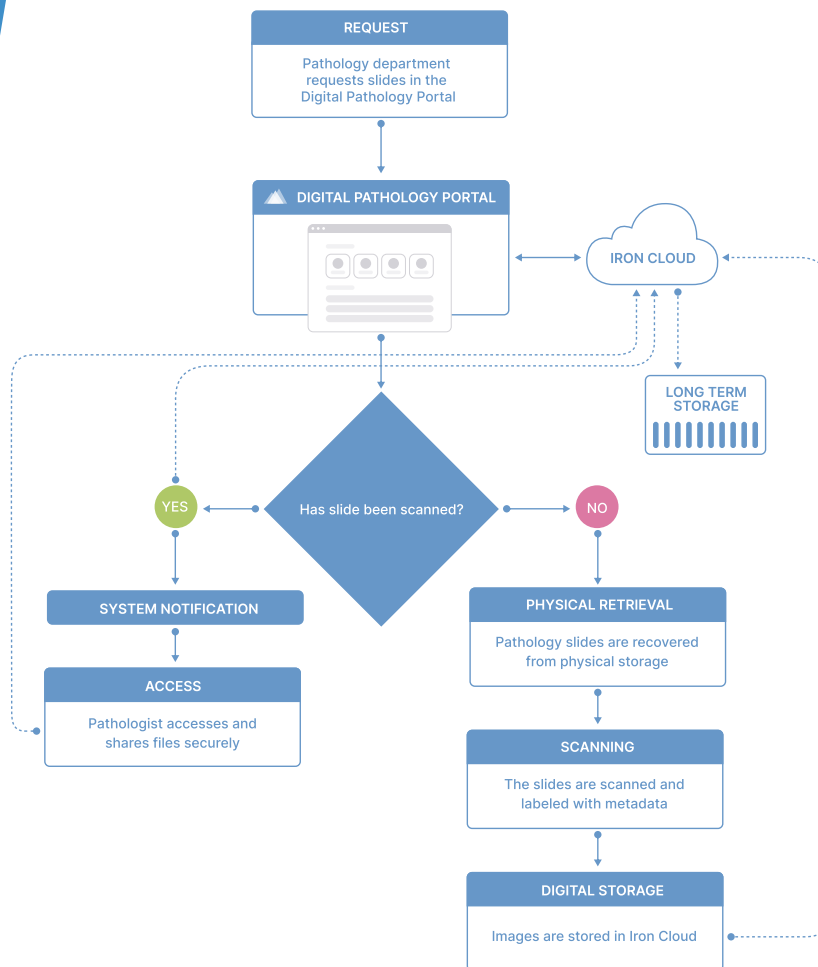 REQUEST
Pathology department
requests slides in the
Digital Pathology Portal
DIGITAL PATHOLOGY PORTAL
IRON CLOUD
LONG TERM
STORAGE
Has slide been scanned?
YES
NO
SYSTEM NOTIFICATION
ACCESS
Pathologist accesses and
shares files securely
PHYSICAL RETRIEVAL
Pathology slides are recovered
from physical storage
SCANNING
The slides are scanned and
labeled with metadata
DIGITAL STORAGE
Images are stored in Iron Cloud